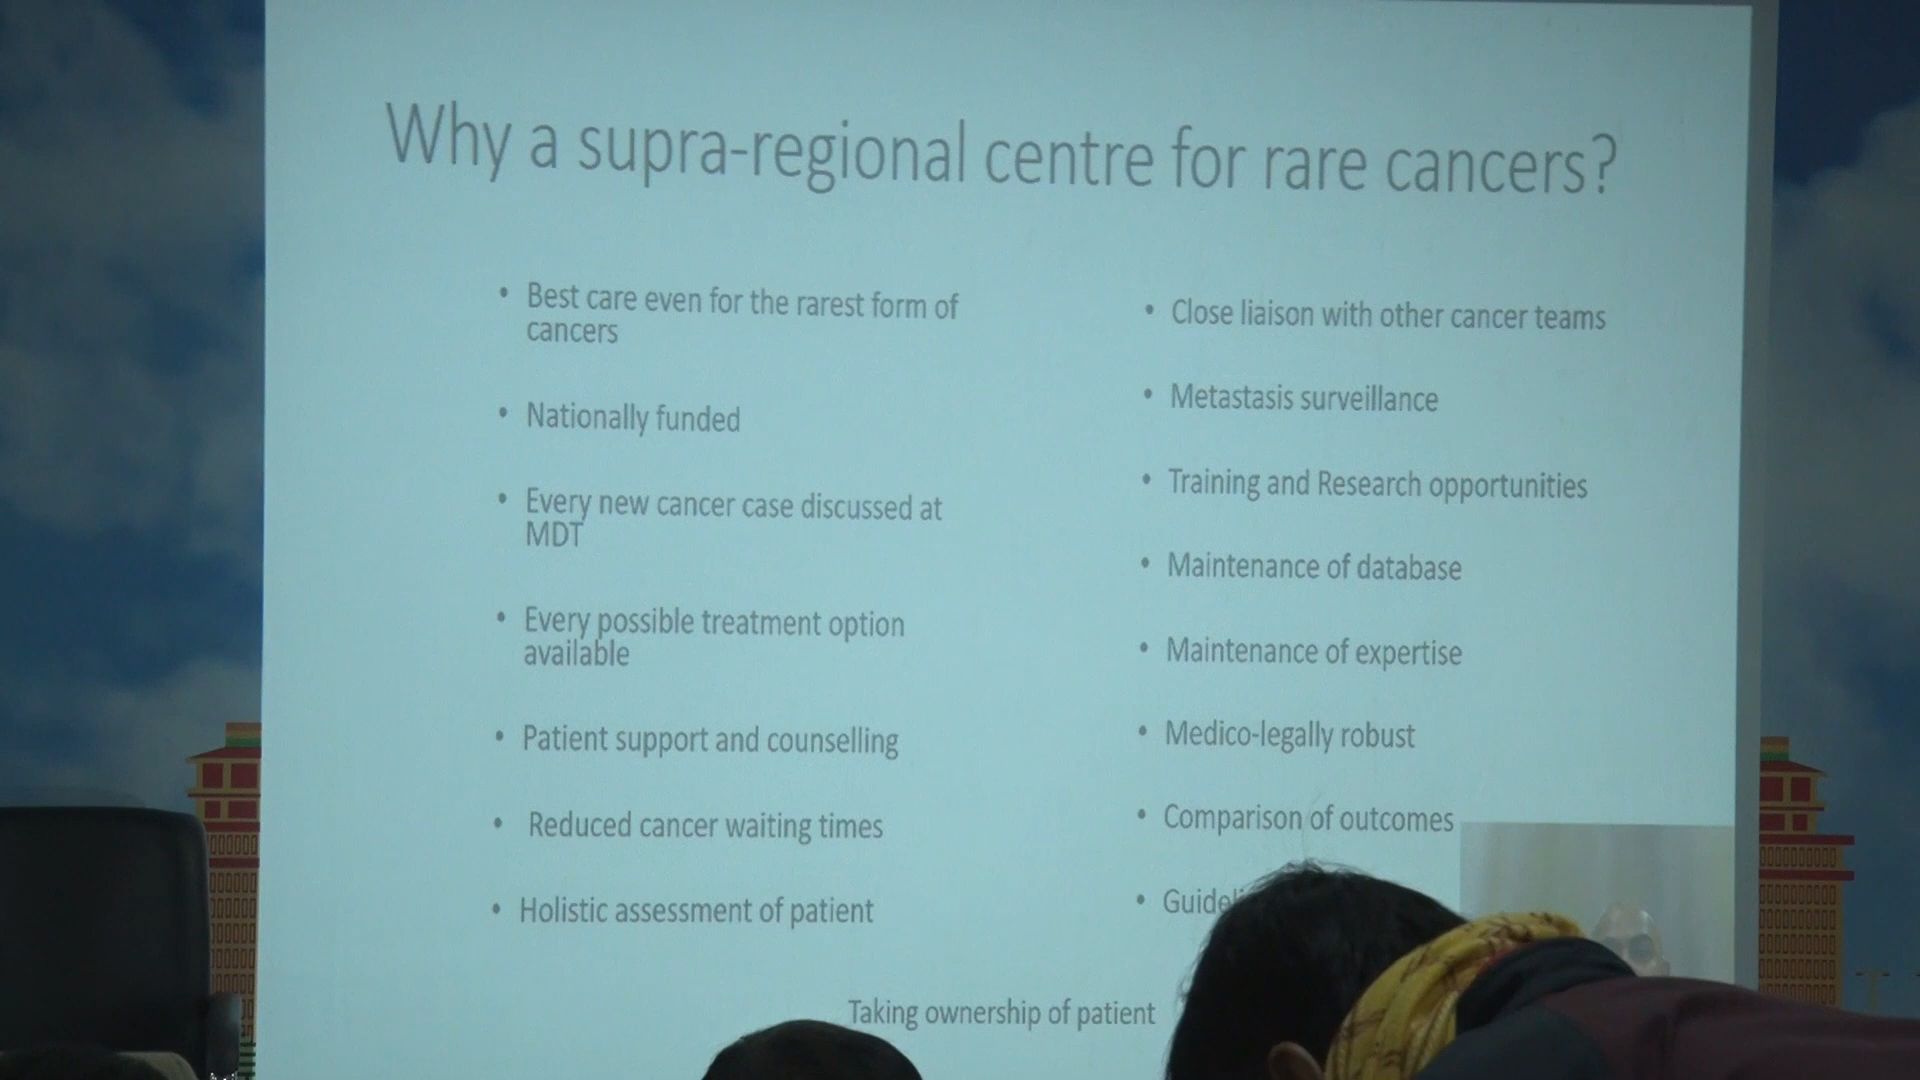 Why a supra-regional centre for rare cancers?
• Best care even for the rarest form of
cancers
• Nationally funded
• Every new cancer case discussed at
MDT
• Every possible treatment option
available
• Patient support and counselling
• Reduced cancer waiting times
• Holistic assessment of patient
• Close liaison with other cancer teams
• Metastasis surveillance
• Training and Research opportunities
• Maintenance of database
• Maintenance of expertise
• Medico-legally robust
• Comparison of outcomes
Taking ownership of patient